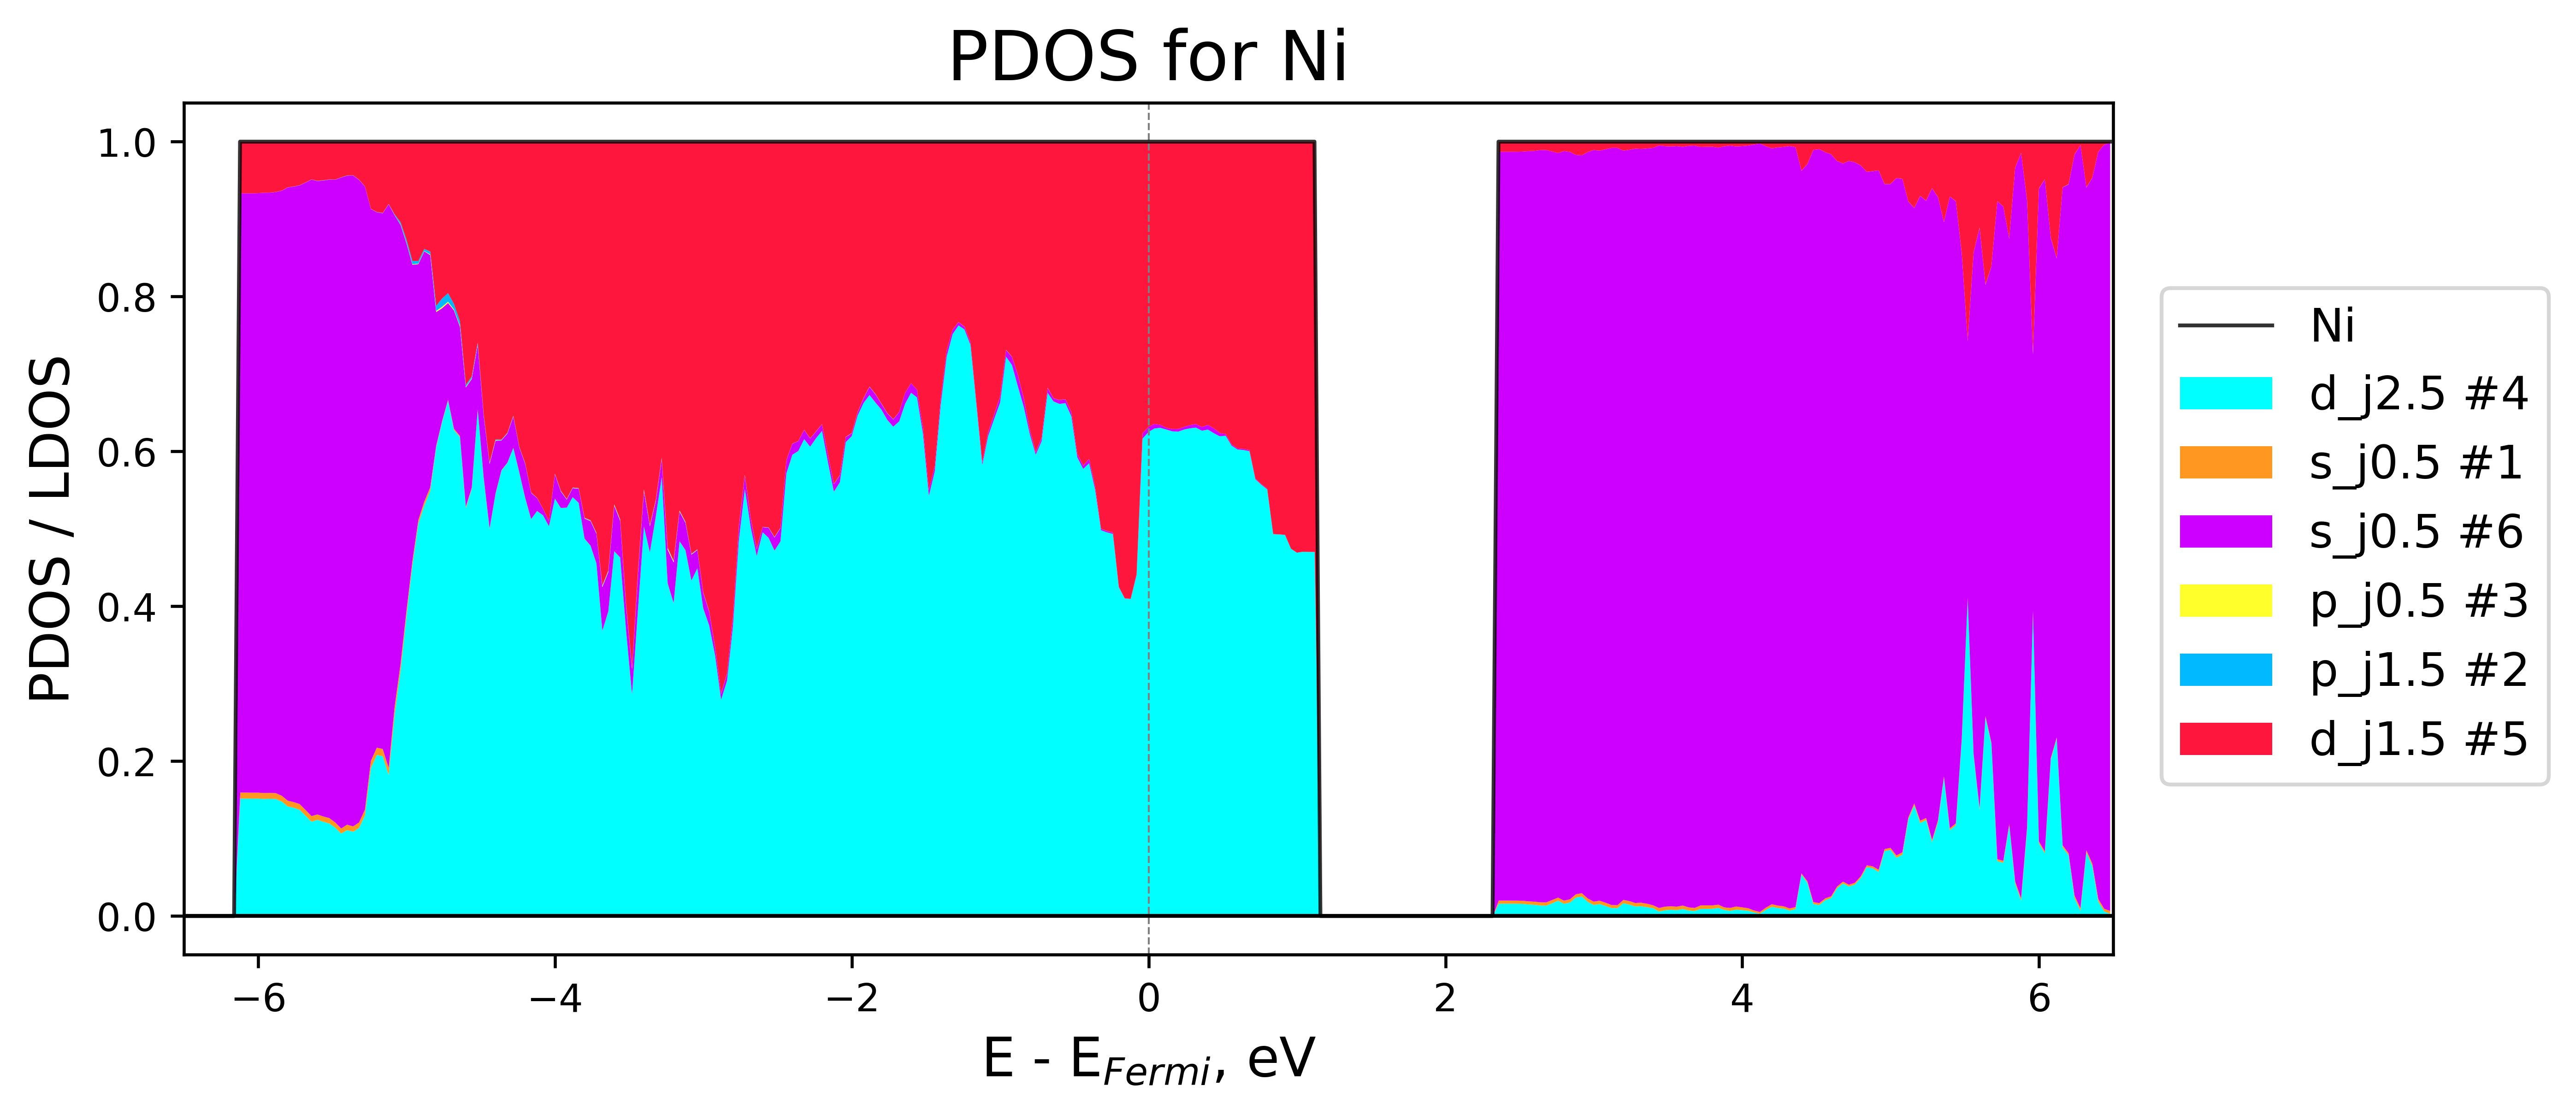 PDOS for Ni
PDOS / LDOS
1.0
0.8
0.6
0.4
0.2
0.0
−6
−4
−2
0
2
4
6
E - E_Fermi, eV
Ni
d_j2.5 #4
s_j0.5 #1
s_j0.5 #6
p_j0.5 #3
p_j1.5 #2
d_j1.5 #5